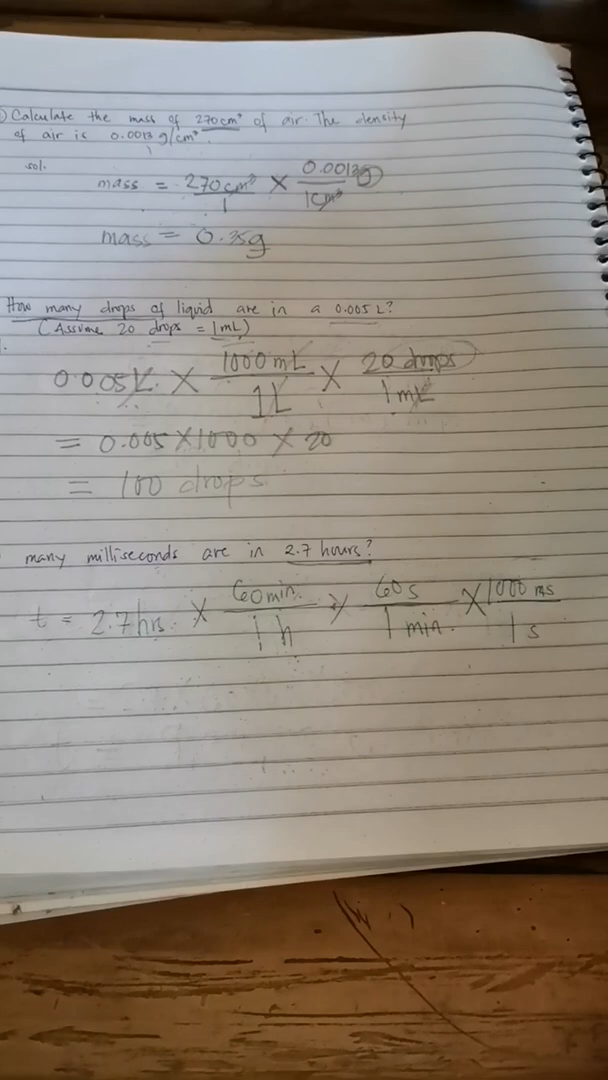 Calculate the mass of 270cm³ of air. The density
of air is 0.0013 g/cm³.
sol.
mass = 270cm³/1 × 0.0013g/1cm³
mass = 0.35g
How many drops of liquid are in a 0.005 L?
(Assume 20 drops = 1mL)
0.005L × 1000mL/1L × 20 drops/1mL
= 0.005 × 1000 × 20
= 100 drops
many milliseconds are in 2.7 hours?
t = 2.7hrs. × 60min./1h × 60s/1min. × 1000ms/1s